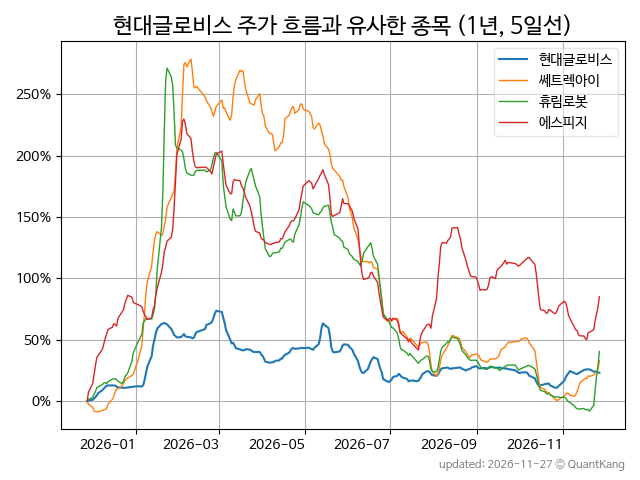 현대글로비스 주가 흐름과 유사한 종목 (1년, 5일선)
현대글로비스
쎄트렉아이
휴림로봇
에스피지
250%
200%
150%
100%
50%
0%
2026-01 2026-03 2026-05 2026-07 2026-09 2026-11
updated: 2026-11-27 © QuantKang